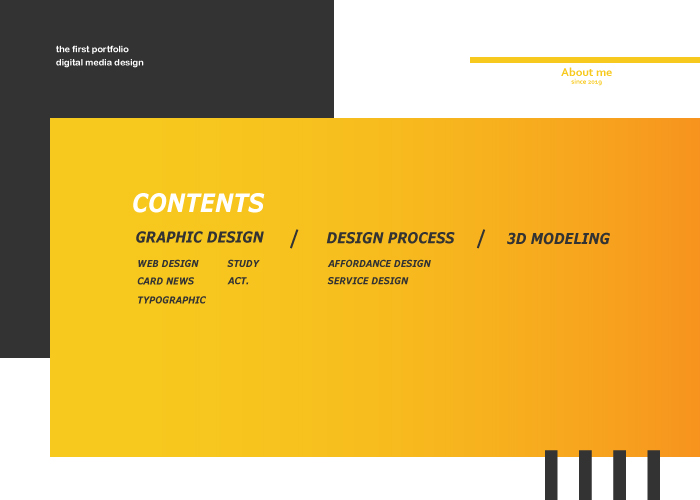 the first portfolio
digital media design
About me
since 2015
CONTENTS
GRAPHIC DESIGN / DESIGN PROCESS / 3D MODELING
WEB DESIGN STUDY AFFORDANCE DESIGN
CARD NEWS ACT. SERVICE DESIGN
TYPOGRAPHIC